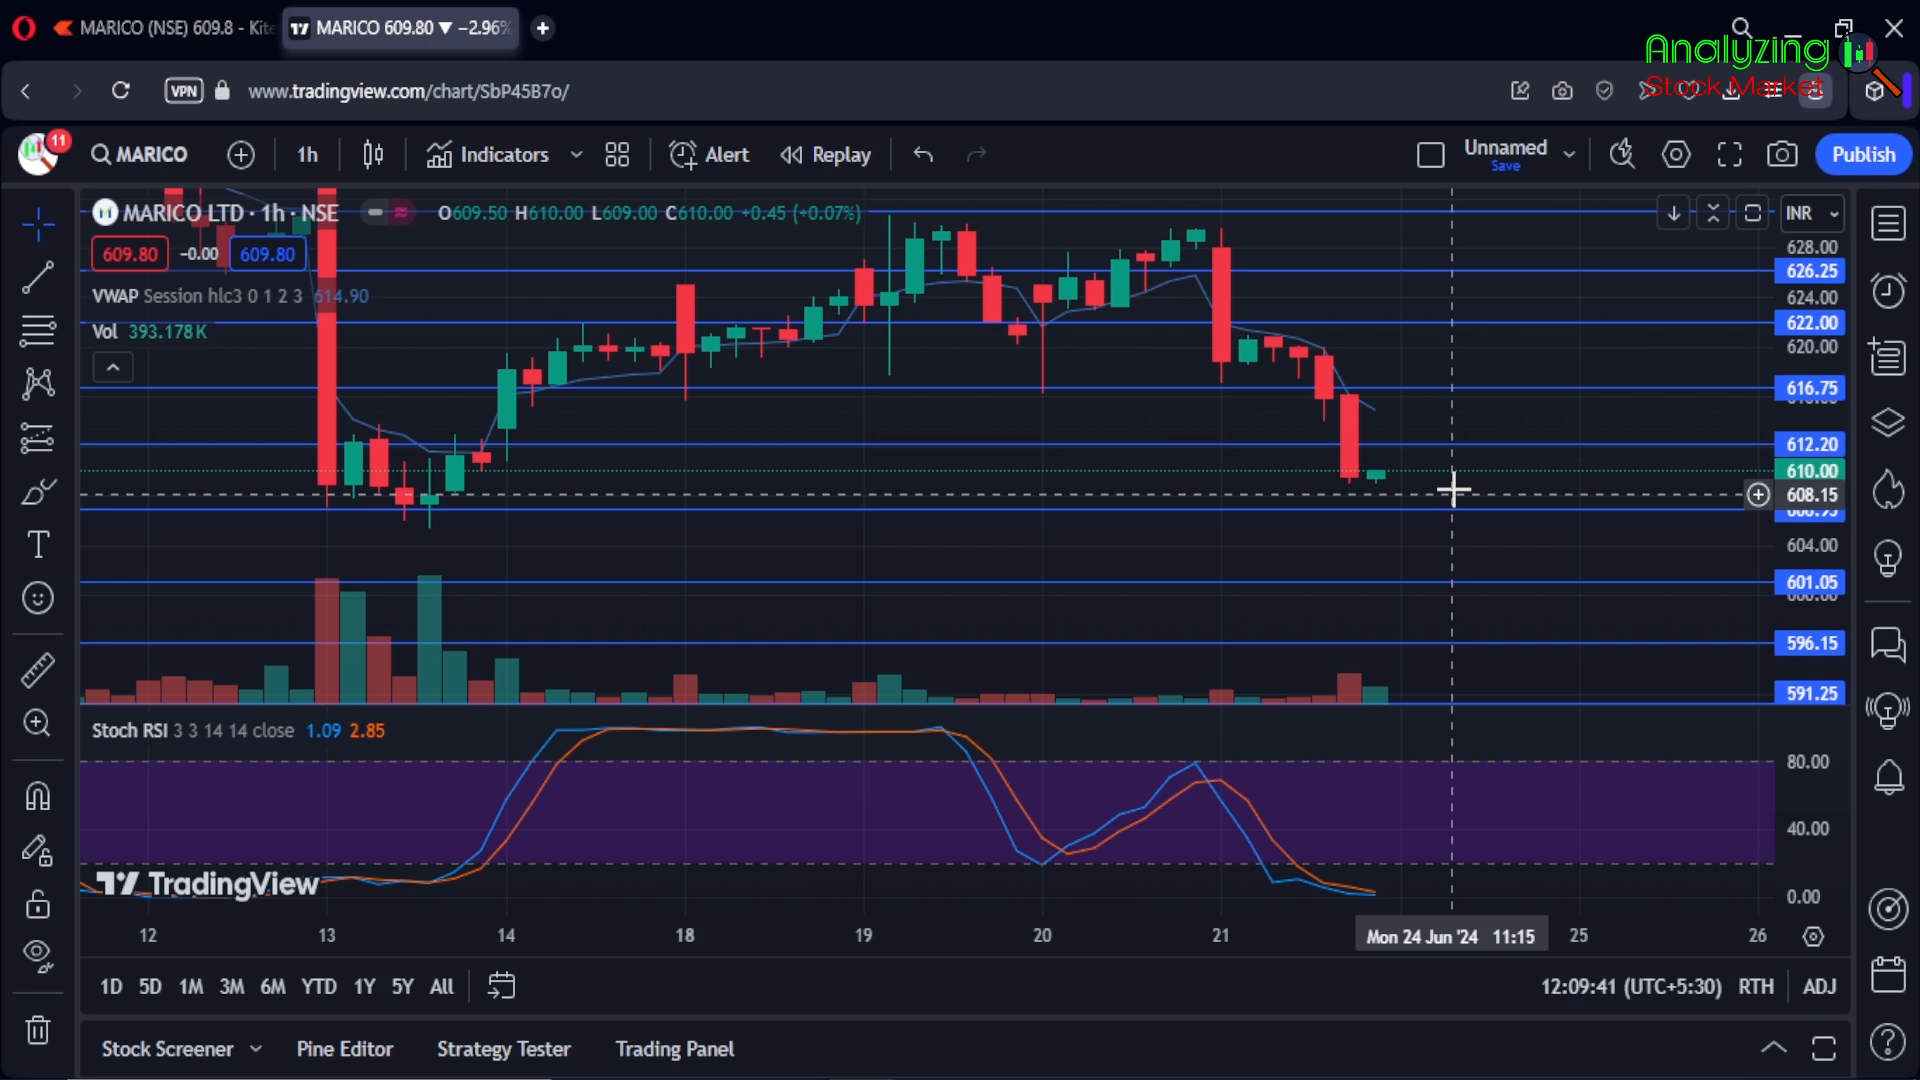 MARICO (NSE) 609.8 - Kite
MARICO 609.80 ▼ −2.96%
Analyzing
Stock Market
VPN
www.tradingview.com/chart/SbP45B7o/
11
MARICO
1h
Indicators
Alert
Replay
Unnamed
Save
Publish
MARICO LTD · 1h · NSE
O609.50 H610.00 L609.00 C610.00 +0.45 (+0.07%)
INR
609.80
−0.00
609.80
VWAP Session hlc3 0 1 2 3 614.90
Vol 393.178K
628.00
626.25
624.00
622.00
620.00
616.75
612.20
610.00
608.15
604.00
601.05
596.15
591.25
Stoch RSI 3 3 14 14 close 1.09 2.85
80.00
40.00
0.00
TradingView
12
13
14
18
19
20
21
Mon 24 Jun '24 11:15
25
26
1D
5D
1M
3M
6M
YTD
1Y
5Y
All
12:09:41 (UTC+5:30)
RTH
ADJ
Stock Screener
Pine Editor
Strategy Tester
Trading Panel